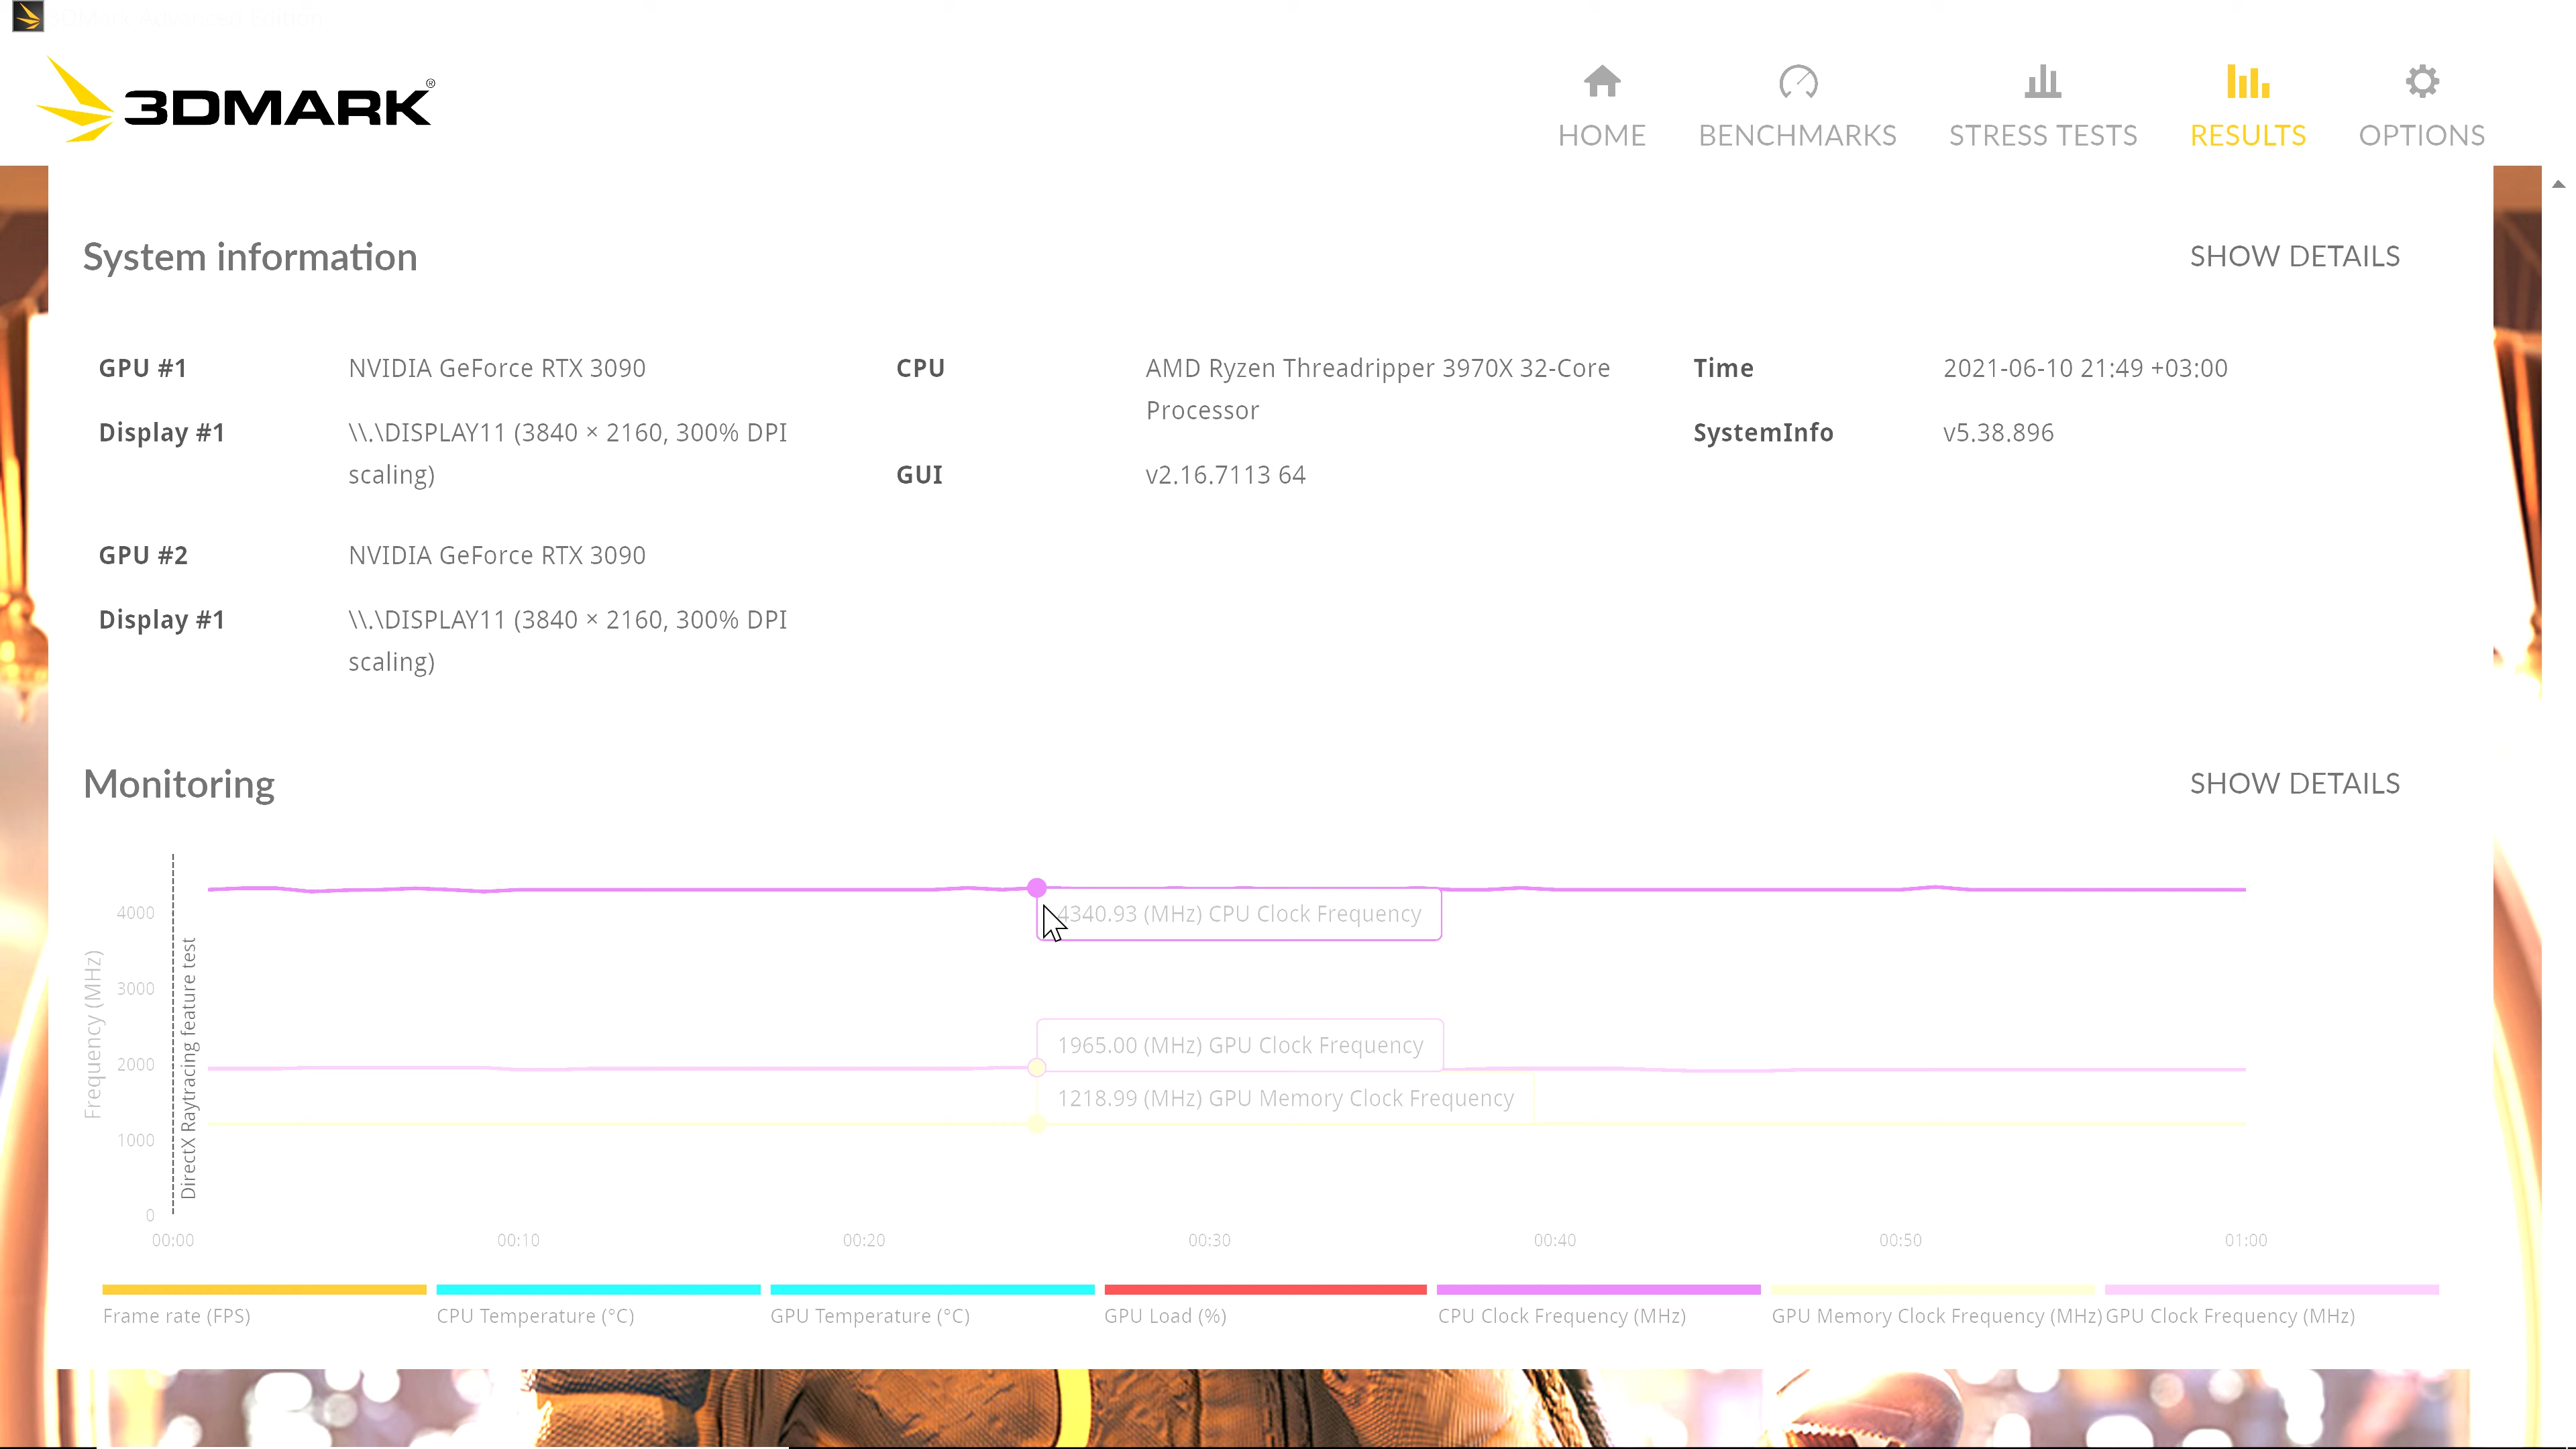 3DMARK®
HOME
BENCHMARKS
STRESS TESTS
RESULTS
OPTIONS
System information
SHOW DETAILS
GPU #1
NVIDIA GeForce RTX 3090
Display #1
\\.\DISPLAY11 (3840 × 2160, 300% DPI
scaling)
GPU #2
NVIDIA GeForce RTX 3090
Display #1
\\.\DISPLAY11 (3840 × 2160, 300% DPI
scaling)
CPU
AMD Ryzen Threadripper 3970X 32-Core
Processor
GUI
v2.16.7113 64
Time
2021-06-10 21:49 +03:00
SystemInfo
v5.38.896
Monitoring
SHOW DETAILS
Frequency (MHz)
4000
3000
2000
1000
0
DirectX Raytracing feature test
4340.93 (MHz) CPU Clock Frequency
1965.00 (MHz) GPU Clock Frequency
1218.99 (MHz) GPU Memory Clock Frequency
00:00
00:10
00:20
00:30
00:40
00:50
01:00
Frame rate (FPS)
CPU Temperature (°C)
GPU Temperature (°C)
GPU Load (%)
CPU Clock Frequency (MHz)
GPU Memory Clock Frequency (MHz)
GPU Clock Frequency (MHz)